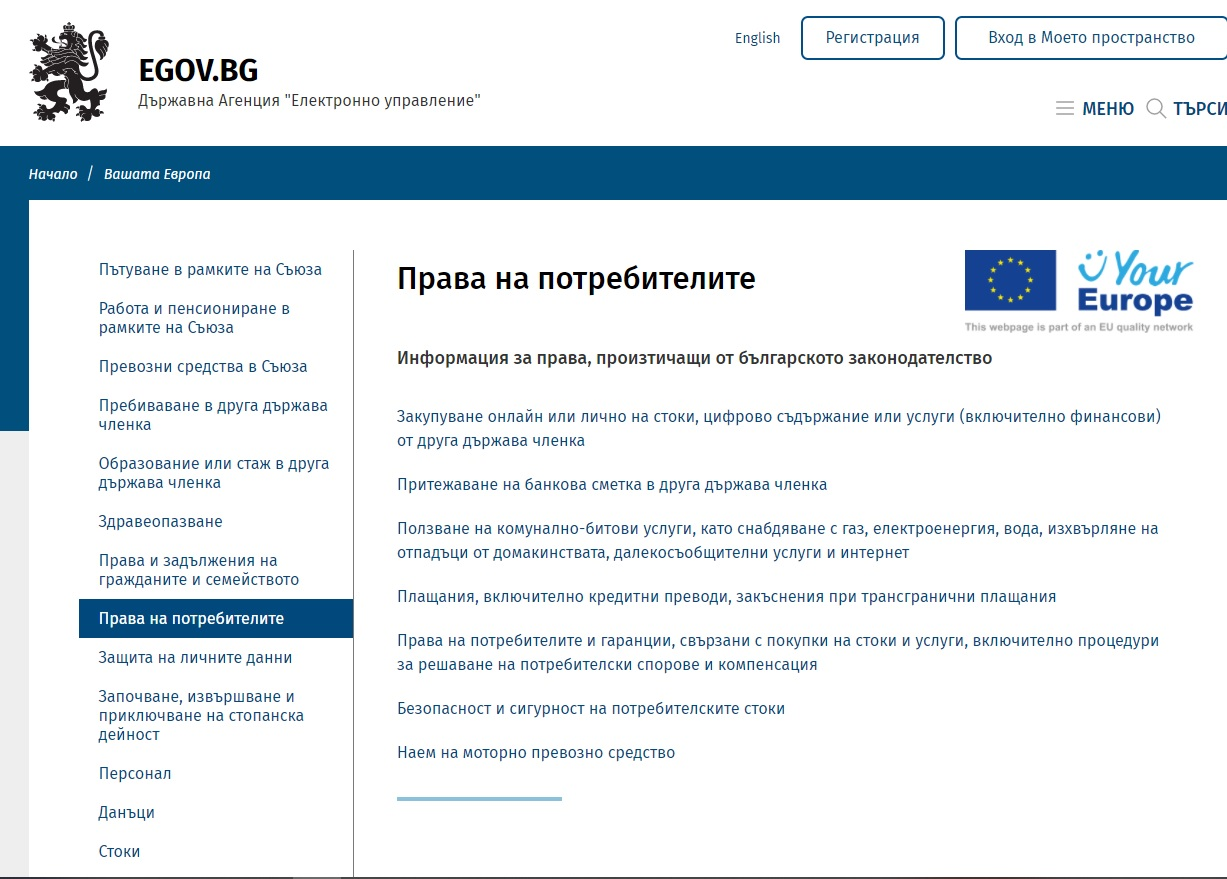 English
Регистрация
Вход в Моето пространство
EGOV.BG
Държавна Агенция "Електронно управление"
МЕНЮ
ТЪРСИ
Начало / Вашата Европа
Пътуване в рамките на Съюза
Работа и пенсиониране в
рамките на Съюза
Превозни средства в Съюза
Пребиваване в друга държава
членка
Образование или стаж в друга
държава членка
Здравеопазване
Права и задължения на
гражданите и семейството
Права на потребителите
Защита на личните данни
Започване, извършване и
приключване на стопанска
дейност
Персонал
Данъци
Стоки
Права на потребителите
Your
Europe
This webpage is part of an EU quality network
Информация за права, произтичащи от българското законодателство
Закупуване онлайн или лично на стоки, цифрово съдържание или услуги (включително финансови)
от друга държава членка
Притежаване на банкова сметка в друга държава членка
Ползване на комунално-битови услуги, като снабдяване с газ, електроенергия, вода, изхвърляне на
отпадъци от домакинствата, далекосъобщителни услуги и интернет
Плащания, включително кредитни преводи, закъснения при трансгранични плащания
Права на потребителите и гаранции, свързани с покупки на стоки и услуги, включително процедури
за решаване на потребителски спорове и компенсация
Безопасност и сигурност на потребителските стоки
Наем на моторно превозно средство